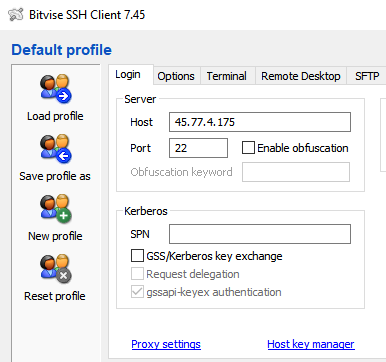 Bitvise SSH Client 7.45
Default profile
Load profile
Save profile as
New profile
Reset profile
Login
Options
Terminal
Remote Desktop
SFTP
Server
Host 45.77.4.175
Port 22 Enable obfuscation
Obfuscation keyword
Kerberos
SPN
GSS/Kerberos key exchange
Request delegation
gssapi-keyex authentication
Proxy settings
Host key manager